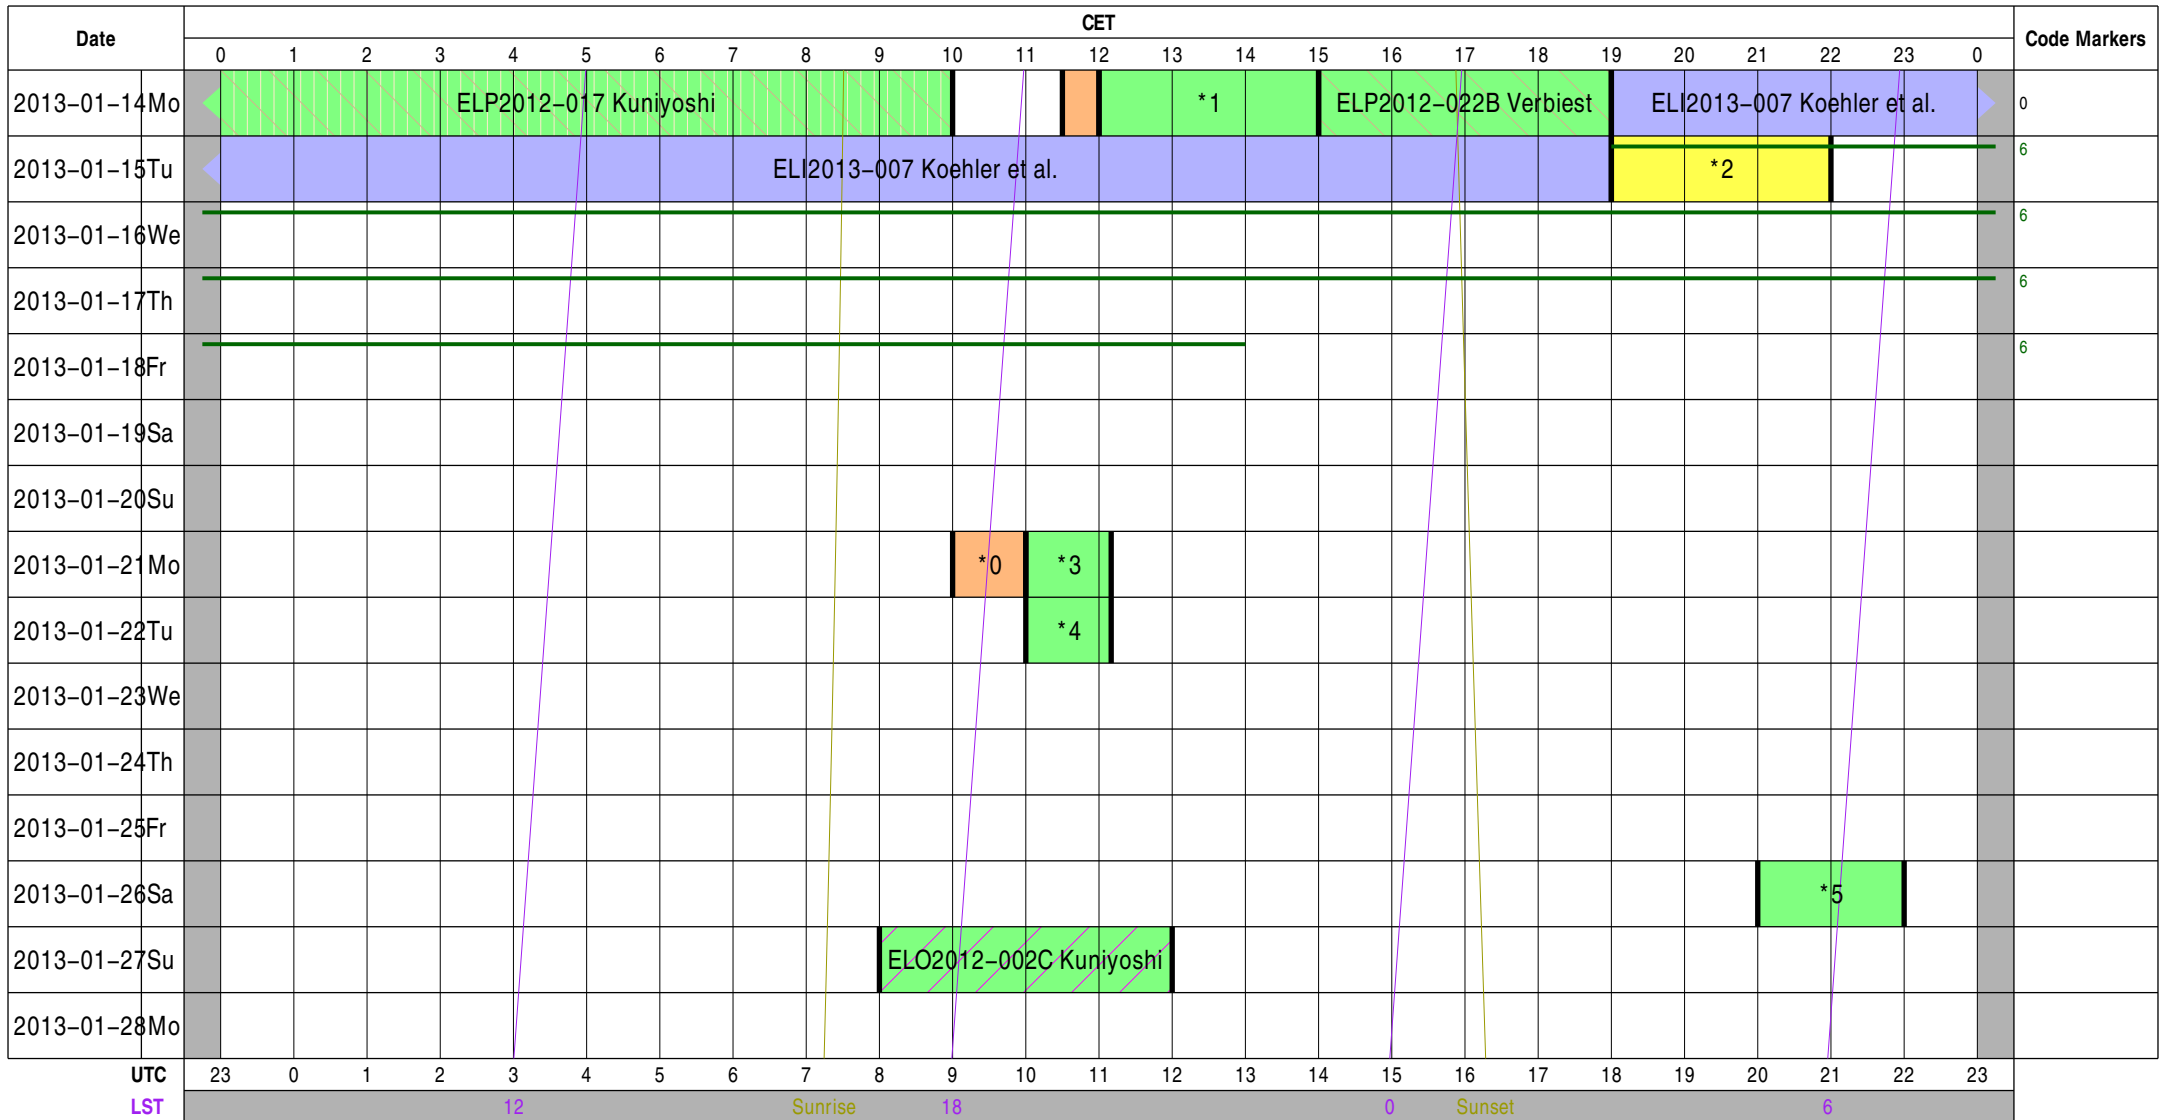 Date CET Code Markers
0 1 2 3 4 5 6 7 8 9 10 11 12 13 14 15 16 17 18 19 20 21 22 23 0
2013-01-14Mo ELP2012-017 Kuniyoshi *1 ELP2012-022B Verbiest ELI2013-007 Koehler et al. 0
2013-01-15Tu ELI2013-007 Koehler et al. *2 6
2013-01-16We 6
2013-01-17Th 6
2013-01-18Fr 6
2013-01-19Sa
2013-01-20Su
2013-01-21Mo *0 *3
2013-01-22Tu *4
2013-01-23We
2013-01-24Th
2013-01-25Fr
2013-01-26Sa *5
2013-01-27Su ELO2012-002C Kuniyoshi
2013-01-28Mo
UTC 23 0 1 2 3 4 5 6 7 8 9 10 11 12 13 14 15 16 17 18 19 20 21 22 23
LST 12 Sunrise 18 0 Sunset 6